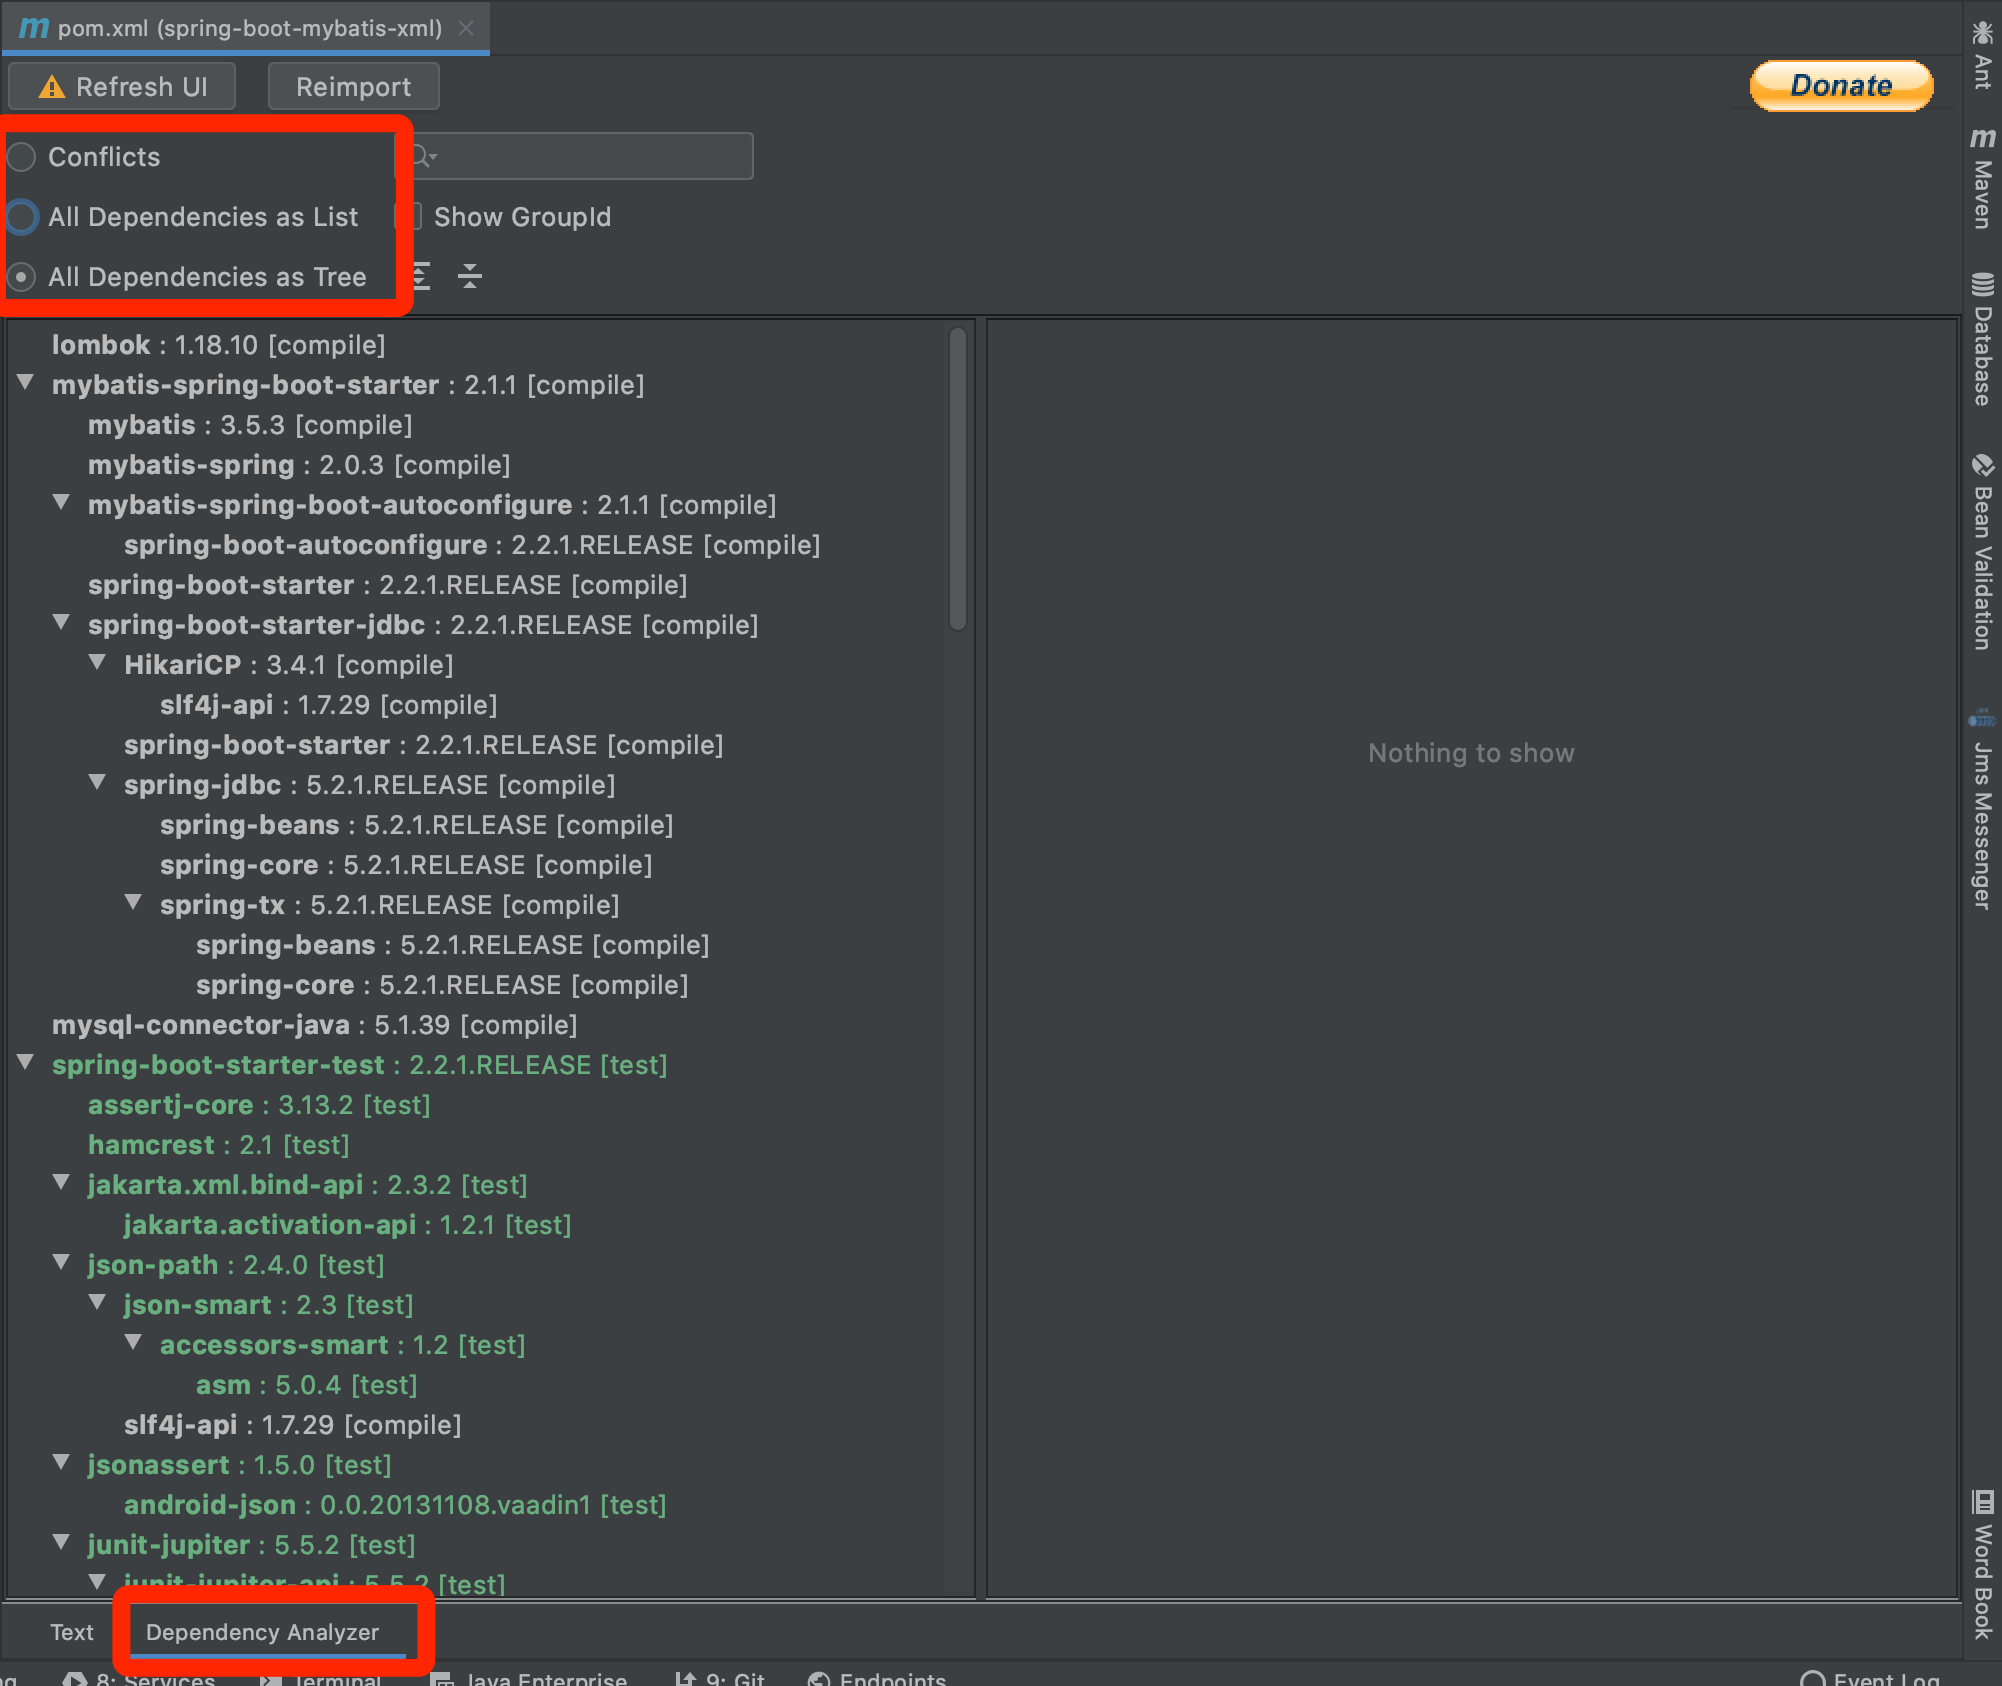 m pom.xml (spring-boot-mybatis-xml)
Refresh UI
Reimport
Donate
Conflicts
All Dependencies as List
Show GroupId
All Dependencies as Tree
lombok : 1.18.10 [compile]
mybatis-spring-boot-starter : 2.1.1 [compile]
mybatis : 3.5.3 [compile]
mybatis-spring : 2.0.3 [compile]
mybatis-spring-boot-autoconfigure : 2.1.1 [compile]
spring-boot-autoconfigure : 2.2.1.RELEASE [compile]
spring-boot-starter : 2.2.1.RELEASE [compile]
spring-boot-starter-jdbc : 2.2.1.RELEASE [compile]
HikariCP : 3.4.1 [compile]
slf4j-api : 1.7.29 [compile]
spring-boot-starter : 2.2.1.RELEASE [compile]
spring-jdbc : 5.2.1.RELEASE [compile]
spring-beans : 5.2.1.RELEASE [compile]
spring-core : 5.2.1.RELEASE [compile]
spring-tx : 5.2.1.RELEASE [compile]
spring-beans : 5.2.1.RELEASE [compile]
spring-core : 5.2.1.RELEASE [compile]
mysql-connector-java : 5.1.39 [compile]
spring-boot-starter-test : 2.2.1.RELEASE [test]
assertj-core : 3.13.2 [test]
hamcrest : 2.1 [test]
jakarta.xml.bind-api : 2.3.2 [test]
jakarta.activation-api : 1.2.1 [test]
json-path : 2.4.0 [test]
json-smart : 2.3 [test]
accessors-smart : 1.2 [test]
asm : 5.0.4 [test]
slf4j-api : 1.7.29 [compile]
jsonassert : 1.5.0 [test]
android-json : 0.0.20131108.vaadin1 [test]
junit-jupiter : 5.5.2 [test]
junit-jupiter-api : 5.5.2 [test]
Nothing to show
Text
Dependency Analyzer
8: Services
Terminal
Java Enterprise
9: Git
Endpoints
Event Log
Ant
m Maven
Database
Bean Validation
Jms Messenger
Word Book